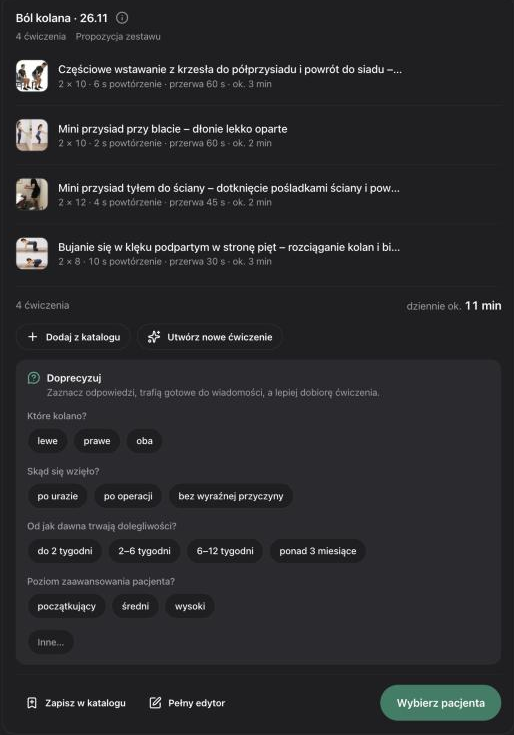 Ból kolana · 26.11
4 ćwiczenia Propozycja zestawu
Częściowe wstawanie z krzesła do półprzysiadu i powrót do siadu –...
2 × 10 · 6 s powtórzenie · przerwa 60 s · ok. 3 min
Mini przysiad przy blacie – dłonie lekko oparte
2 × 10 · 2 s powtórzenie · przerwa 60 s · ok. 2 min
Mini przysiad tyłem do ściany – dotknięcie pośladkami ściany i pow...
2 × 12 · 4 s powtórzenie · przerwa 45 s · ok. 2 min
Bujanie się w klęku podpartym w stronę pięt – rozciąganie kolan i bi...
2 × 8 · 10 s powtórzenie · przerwa 30 s · ok. 3 min
4 ćwiczenia dziennie ok. 11 min
Dodaj z katalogu Utwórz nowe ćwiczenie
Doprecyzuj
Zaznacz odpowiedzi, trafią gotowe do wiadomości, a lepiej dobiorę ćwiczenia.
Które kolano?
lewe prawe oba
Skąd się wzięło?
po urazie po operacji bez wyraźnej przyczyny
Od jak dawna trwają dolegliwości?
do 2 tygodni 2–6 tygodni 6–12 tygodni ponad 3 miesiące
Poziom zaawansowania pacjenta?
początkujący średni wysoki
Inne...
Zapisz w katalogu Pełny edytor Wybierz pacjenta